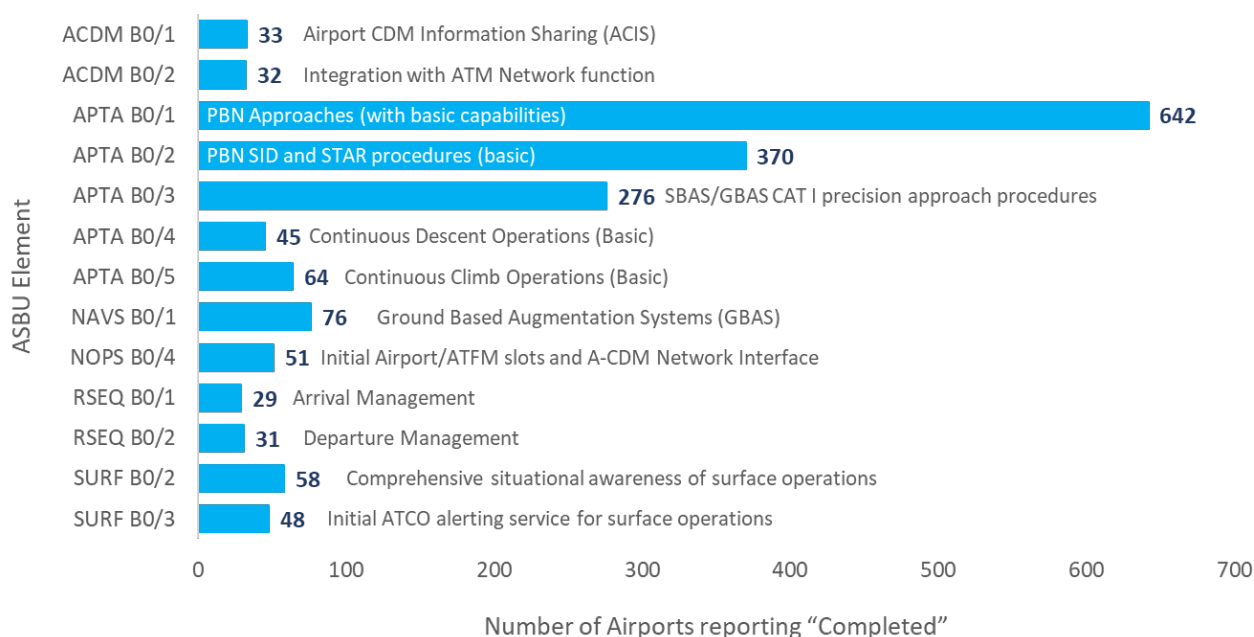 ACDM B0/1 33 Airport CDM Information Sharing (ACIS)
ACDM B0/2 32 Integration with ATM Network function
APTA B0/1 PBN Approaches (with basic capabilities) 642
APTA B0/2 PBN SID and STAR procedures (basic) 370
APTA B0/3 276 SBAS/GBAS CAT I precision approach procedures
APTA B0/4 45 Continuous Descent Operations (Basic)
APTA B0/5 64 Continuous Climb Operations (Basic)
NAVS B0/1 76 Ground Based Augmentation Systems (GBAS)
NOPS B0/4 51 Initial Airport/ATFM slots and A-CDM Network Interface
RSEQ B0/1 29 Arrival Management
RSEQ B0/2 31 Departure Management
SURF B0/2 58 Comprehensive situational awareness of surface operations
SURF B0/3 48 Initial ATCO alerting service for surface operations
ASBU Element
0 100 200 300 400 500 600 700
Number of Airports reporting “Completed”